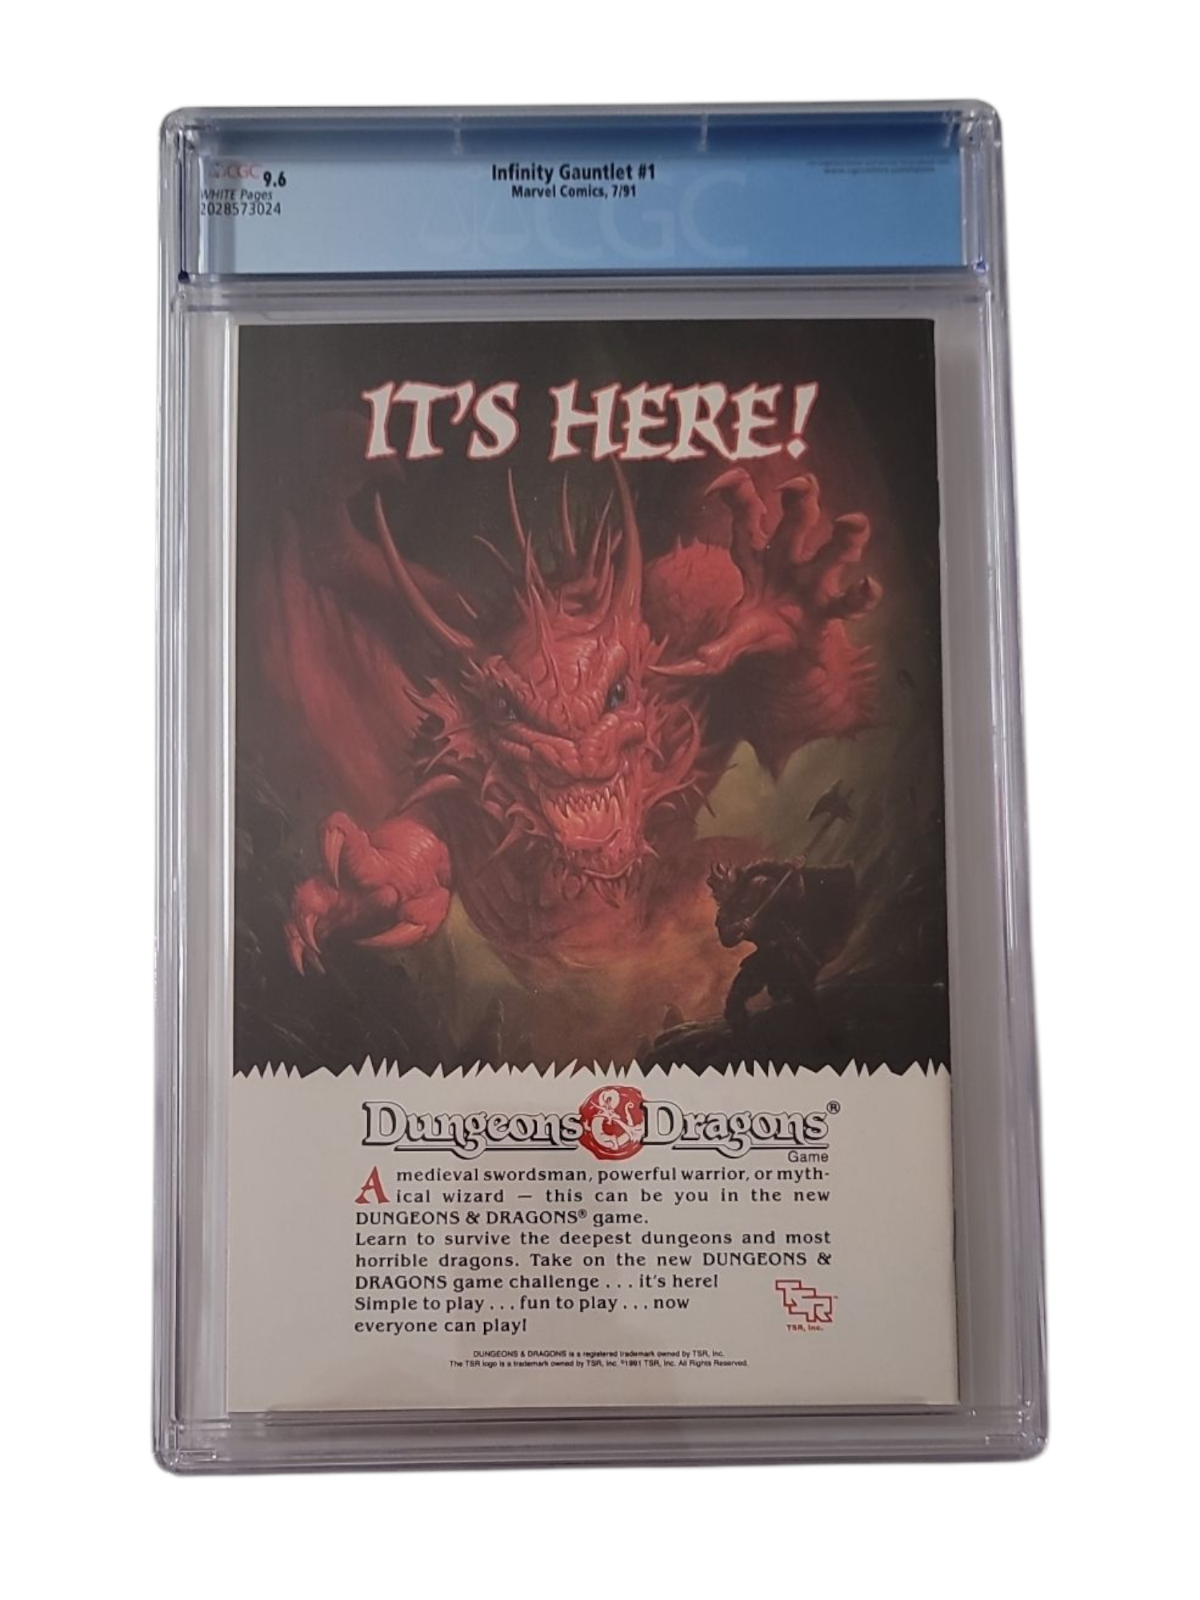 CGC 9.6
WHITE Pages
2028573024
Infinity Gauntlet #1
Marvel Comics, 7/91
CGC
IT'S HERE!
Dungeons & Dragons®
Game
A medieval swordsman, powerful warrior, or myth-
ical wizard — this can be you in the new
DUNGEONS & DRAGONS® game.
Learn to survive the deepest dungeons and most
horrible dragons. Take on the new DUNGEONS &
DRAGONS game challenge . . . it's here!
Simple to play . . . fun to play . . . now
everyone can play!
TSR™
TSR, Inc.
DUNGEONS & DRAGONS is a registered trademark owned by TSR, Inc.
The TSR logo is a trademark owned by TSR, Inc. ©1991 TSR, Inc. All Rights Reserved.